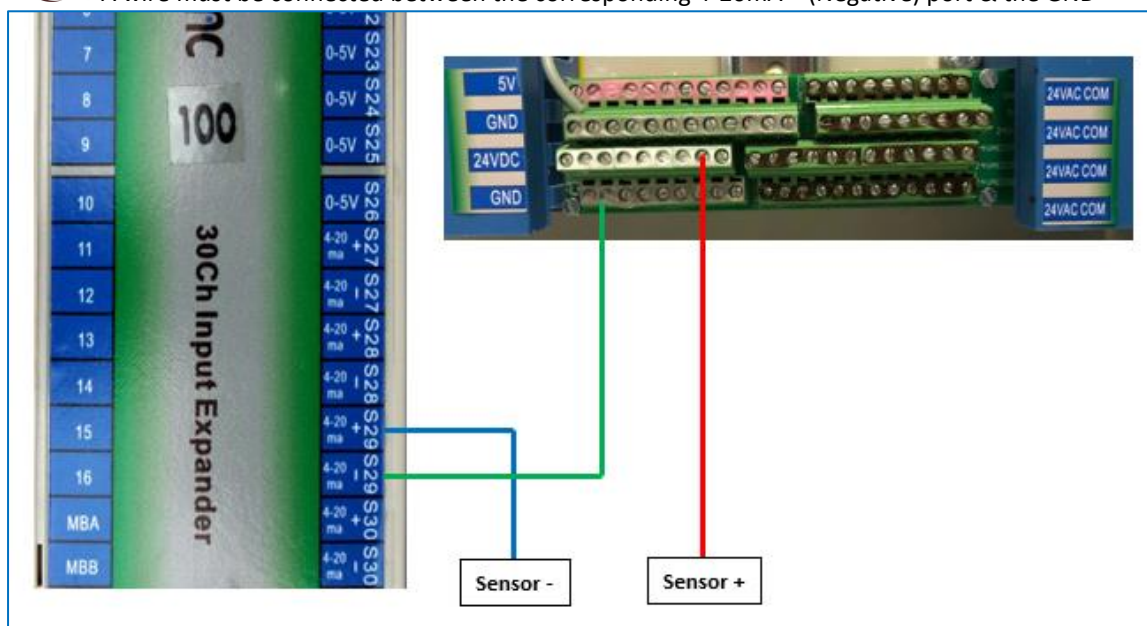 A wire must be connected between the corresponding 4-20mA – (Negative) port & the GND
7
8
9
10
11
12
13
14
15
16
MBA
MBB
100
30Ch Input Expander
0-5V S23
0-5V S24
0-5V S25
0-5V S26
4-20 ma + S27
4-20 ma – S27
4-20 ma + S28
4-20 ma – S28
4-20 ma + S29
4-20 ma – S29
4-20 ma + S30
4-20 ma – S30
5V
GND
24VDC
GND
24VAC COM
24VAC COM
24VAC COM
24VAC COM
Sensor -
Sensor +